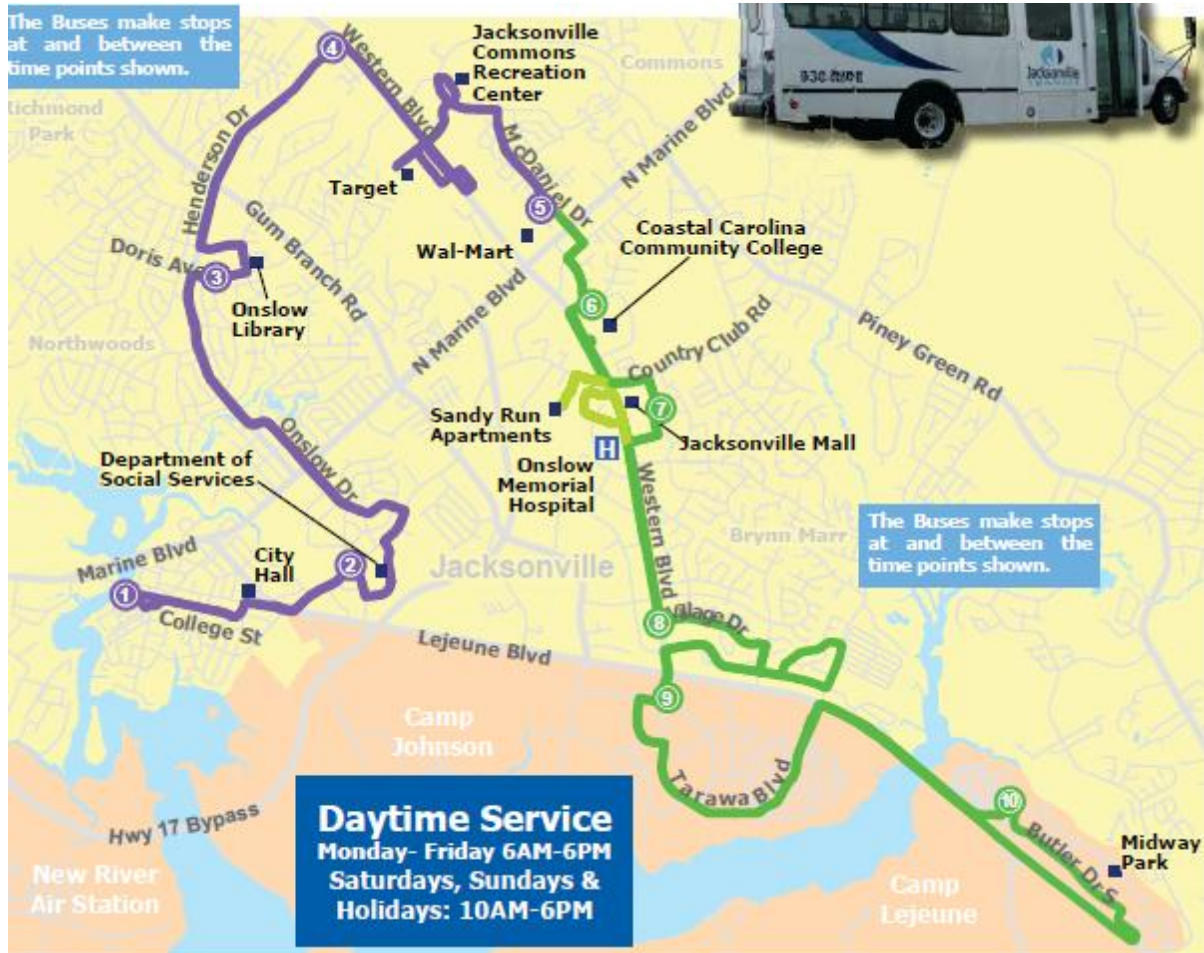 The Buses make stops
at and between the
time points shown.
Jacksonville
Commons
Recreation
Center
Commons
Jacksonville
Richmond
Park
4
Western Blvd
McDaniel Dr
N Marine Blvd
Henderson Dr
Target
Gum Branch Rd
5
Wal-Mart
Coastal Carolina
Community College
Doris Ave
3
Onslow
Library
6
Northwoods
N Marine Blvd
Country Club Rd
Piney Green Rd
Sandy Run
Apartments
7
Jacksonville Mall
H
Onslow
Memorial
Hospital
Onslow Dr
Department of
Social Services
Western Blvd
Brynn Marr
The Buses make stops
at and between the
time points shown.
Marine Blvd
City
Hall
2
Jacksonville
1
College St
Lejeune Blvd
8
Dr
9
Camp
Johnson
Tarawa Blvd
10
Butler Dr S
Midway
Park
Hwy 17 Bypass
Daytime Service
Monday- Friday 6AM-6PM
Saturdays, Sundays &
Holidays: 10AM-6PM
New River
Air Station
Camp
Lejeune